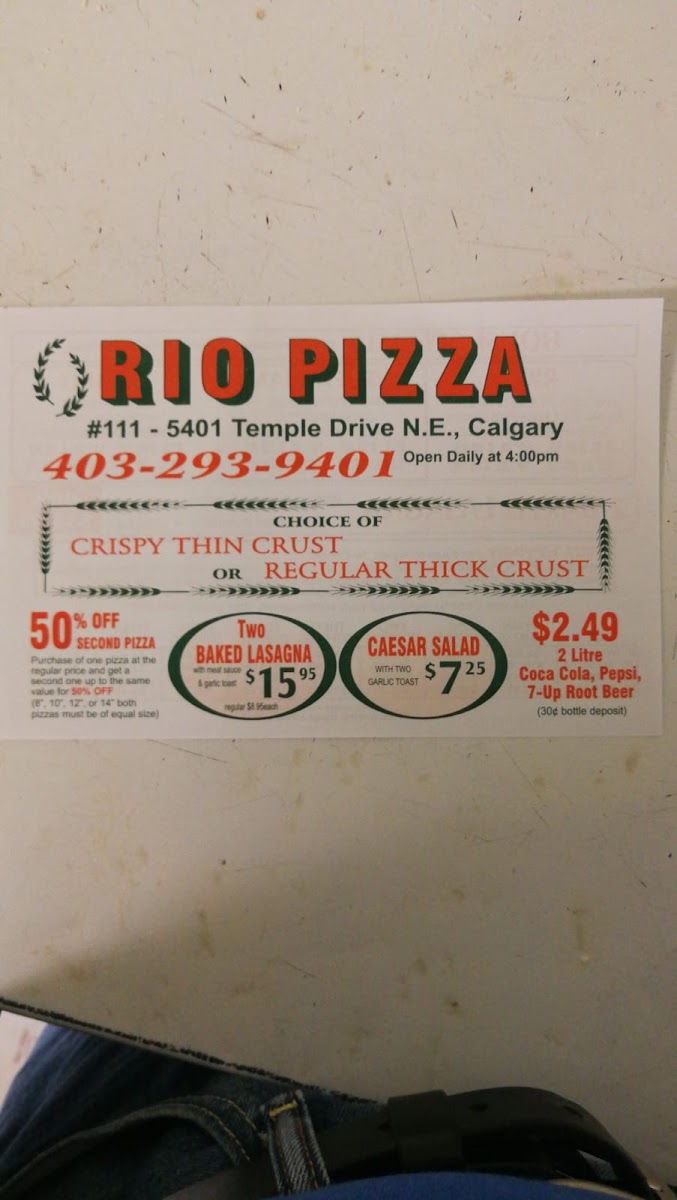 RIO PIZZA
#111 - 5401 Temple Drive N.E., Calgary
403-293-9401 Open Daily at 4:00pm
CHOICE OF
CRISPY THIN CRUST
OR REGULAR THICK CRUST
50% OFF
SECOND PIZZA
Purchase of one pizza at the
regular price and get a
second one up to the same
value for 50% OFF
(8", 10", 12", or 14" both
pizzas must be of equal size)
Two
BAKED LASAGNA
with meat sauce
& garlic toast
$15.95
regular $8.95each
CAESAR SALAD
WITH TWO
GARLIC TOAST
$7.25
$2.49
2 Litre
Coca Cola, Pepsi,
7-Up Root Beer
(30¢ bottle deposit)